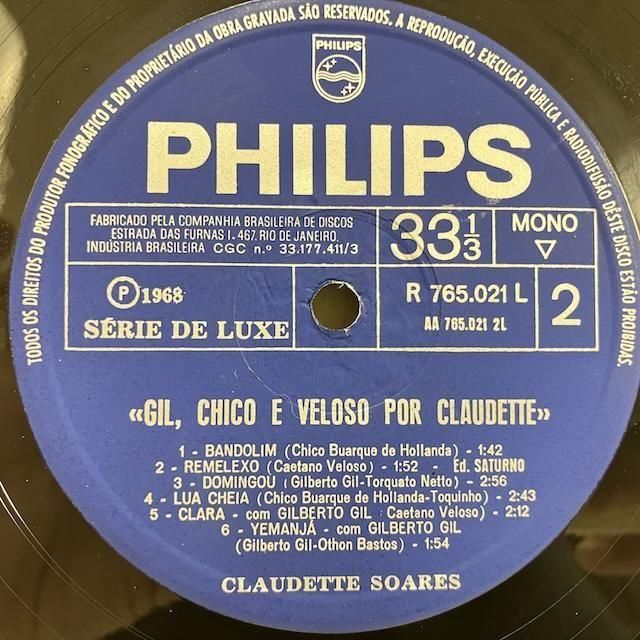 TODOS OS DIREITOS DO PRODUTOR FONOGRÁFICO E DO PROPRIETÁRIO DA OBRA GRAVADA SÃO RESERVADOS. A REPRODUÇÃO, EXECUÇÃO PÚBLICA E RADIODIFUSÃO DESTE DISCO ESTÃO PROIBIDAS.
PHILIPS
PHILIPS
FABRICADO PELA COMPANHIA BRASILEIRA DE DISCOS
ESTRADA DAS FURNAS I. 467. RIO DE JANEIRO.
INDÚSTRIA BRASILEIRA CGC n.º 33.177.411/3
33 1/3
MONO
Ⓟ 1968
SÉRIE DE LUXE
R 765.021 L
AA 765.021 2L
2
«GIL, CHICO E VELOSO POR CLAUDETTE»
1 - BANDOLIM (Chico Buarque de Hollanda) - 1:42
2 - REMELEXO (Caetano Veloso) - 1:52 - Ed. SATURNO
3 - DOMINGOU (Gilberto Gil-Torquato Netto) - 2:56
4 - LUA CHEIA (Chico Buarque de Hollanda-Toquinho) - 2:43
5 - CLARA - com GILBERTO GIL (Caetano Veloso) - 2:12
6 - YEMANJÁ - com GILBERTO GIL
(Gilberto Gil-Othon Bastos) - 1:54
CLAUDETTE SOARES